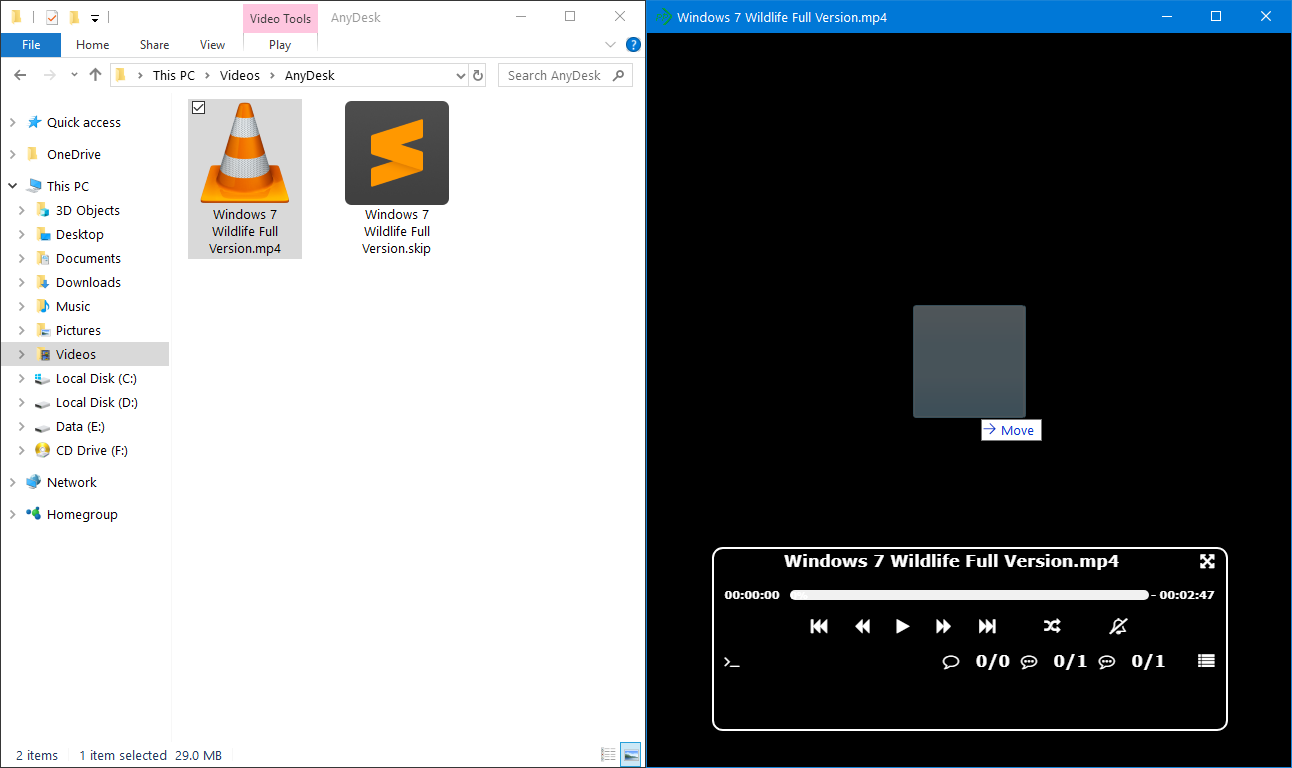 Video Tools
AnyDesk
File
Home
Share
View
Play
This PC
Videos
AnyDesk
Search AnyDesk
Quick access
OneDrive
This PC
3D Objects
Desktop
Documents
Downloads
Music
Pictures
Videos
Local Disk (C:)
Local Disk (D:)
Data (E:)
CD Drive (F:)
Network
Homegroup
Windows 7
Wildlife Full
Version.mp4
Windows 7
Wildlife Full
Version.skip
2 items
1 item selected 29.0 MB
Windows 7 Wildlife Full Version.mp4
Move
Windows 7 Wildlife Full Version.mp4
00:00:00
- 00:02:47
0/0
0/1
0/1